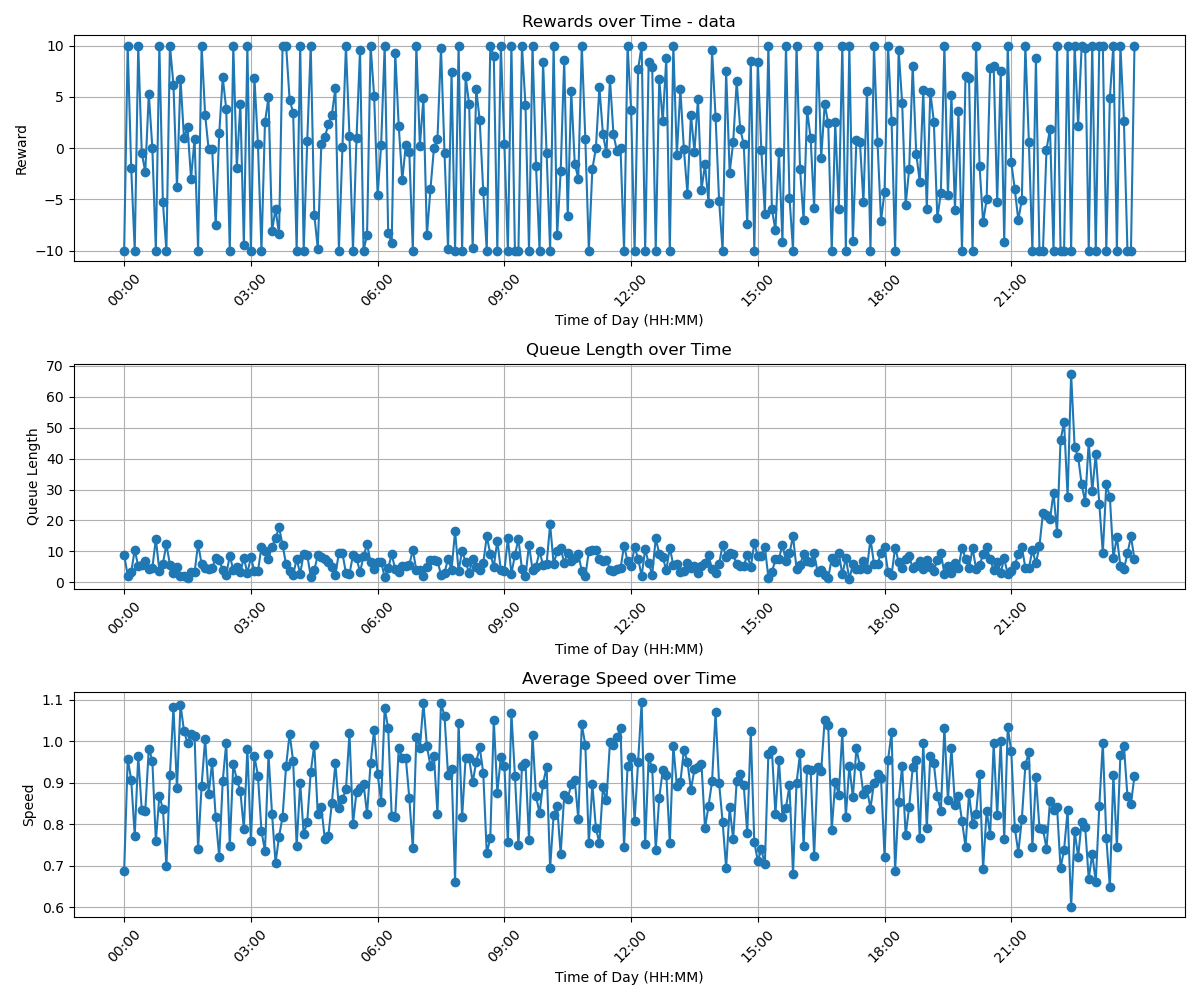 Rewards over Time - data
10
5
0
−5
−10
Reward
00:00 03:00 06:00 09:00 12:00 15:00 18:00 21:00
Time of Day (HH:MM)
Queue Length over Time
70
60
50
40
30
20
10
0
Queue Length
00:00 03:00 06:00 09:00 12:00 15:00 18:00 21:00
Time of Day (HH:MM)
Average Speed over Time
1.1
1.0
0.9
0.8
0.7
0.6
Speed
00:00 03:00 06:00 09:00 12:00 15:00 18:00 21:00
Time of Day (HH:MM)